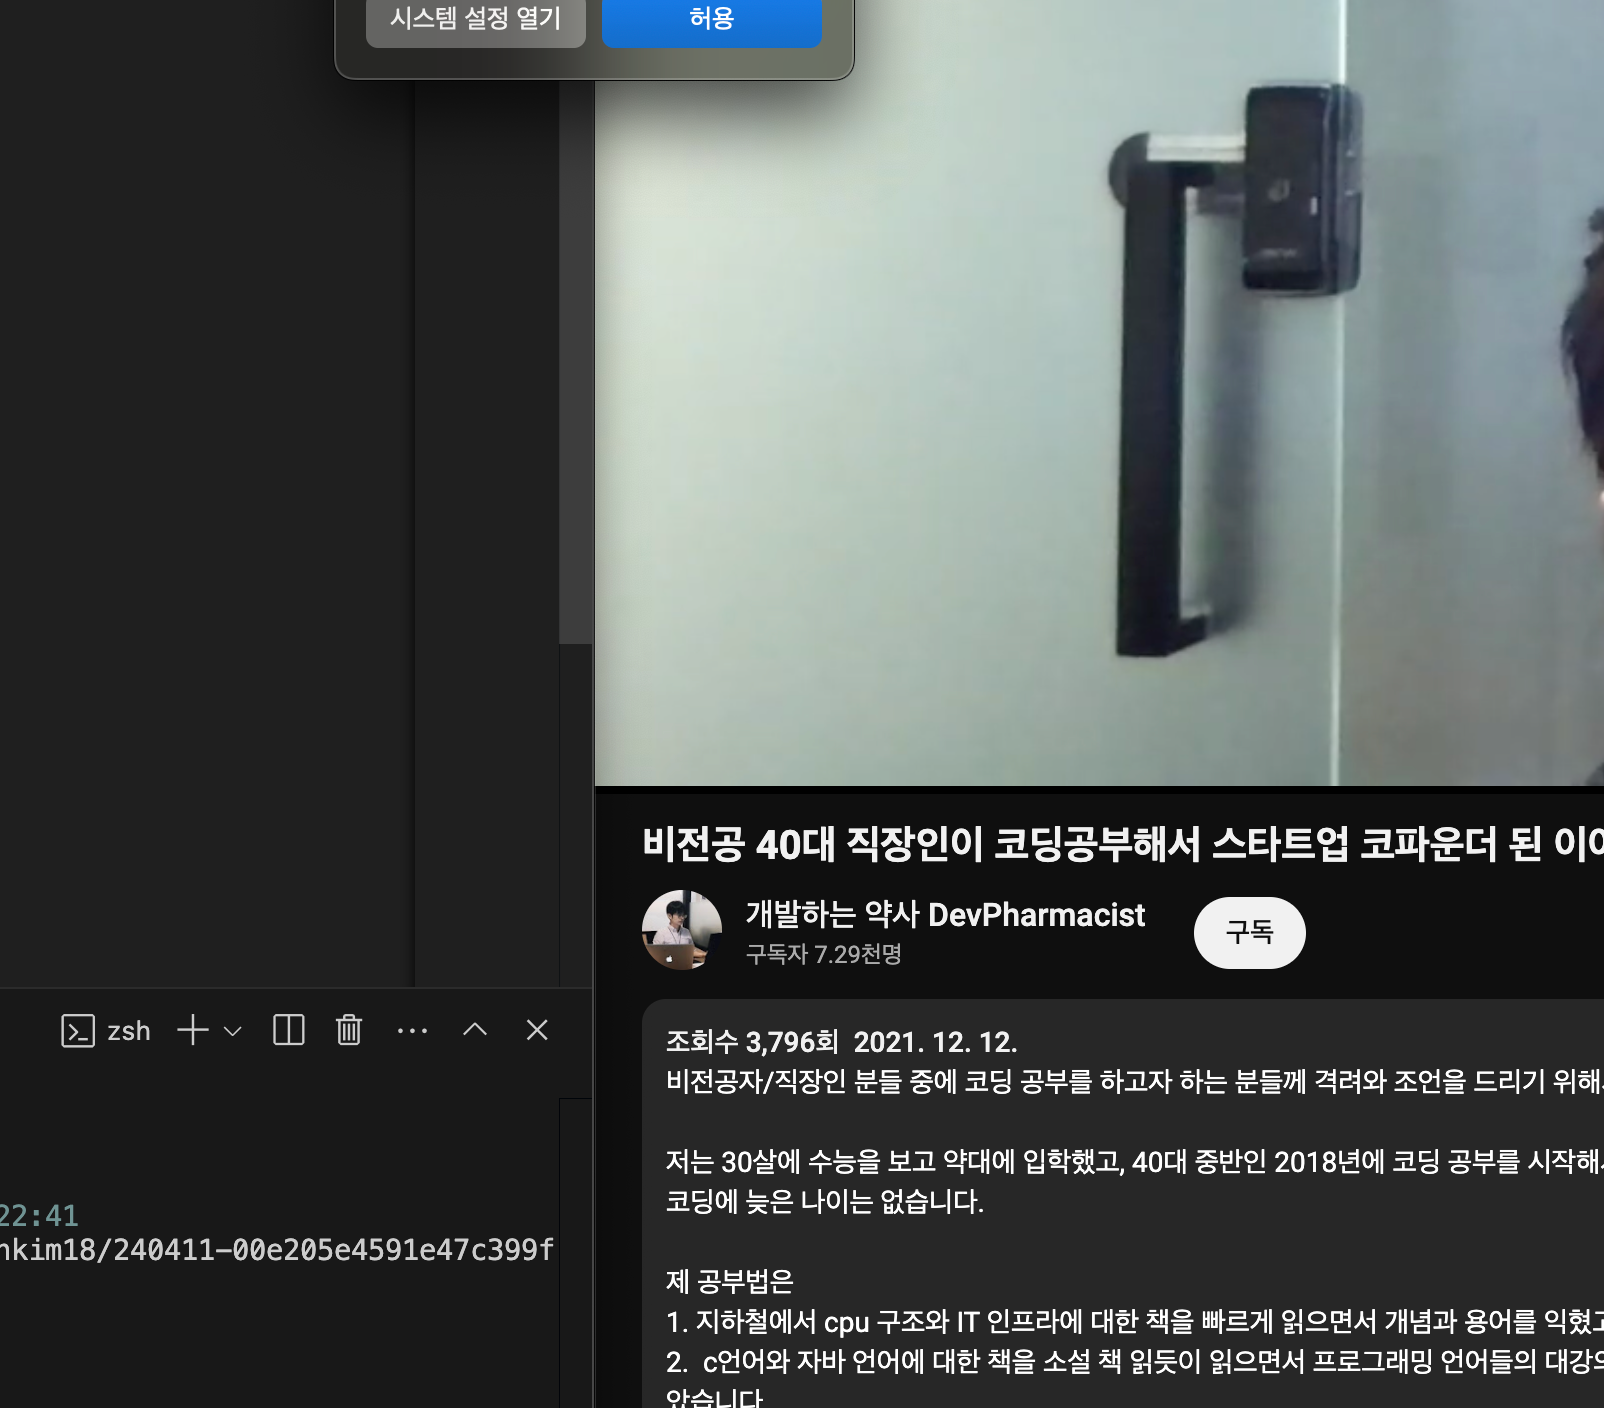 시스템 설정 열기
허용
비전공 40대 직장인이 코딩공부해서 스타트업 코파운더 된
개발하는 약사 DevPharmacist
구독자 7.29천명
구독
zsh
조회수 3,796회 2021. 12. 12.
비전공자/직장인 분들 중에 코딩 공부를 하고자 하는 분들께 격려와 조언을 드리기 위해
저는 30살에 수능을 보고 약대에 입학했고, 40대 중반인 2018년에 코딩 공부를 시작해
코딩에 늦은 나이는 없습니다.
22:41
nkim18/240411-00e205e4591e47c399f
제 공부법은
1. 지하철에서 cpu 구조와 IT 인프라에 대한 책을 빠르게 읽으면서 개념과 용어를 익혔고
2. c언어와 자바 언어에 대한 책을 소설 책 읽듯이 읽으면서 프로그래밍 언어들의 대강의
았습니다